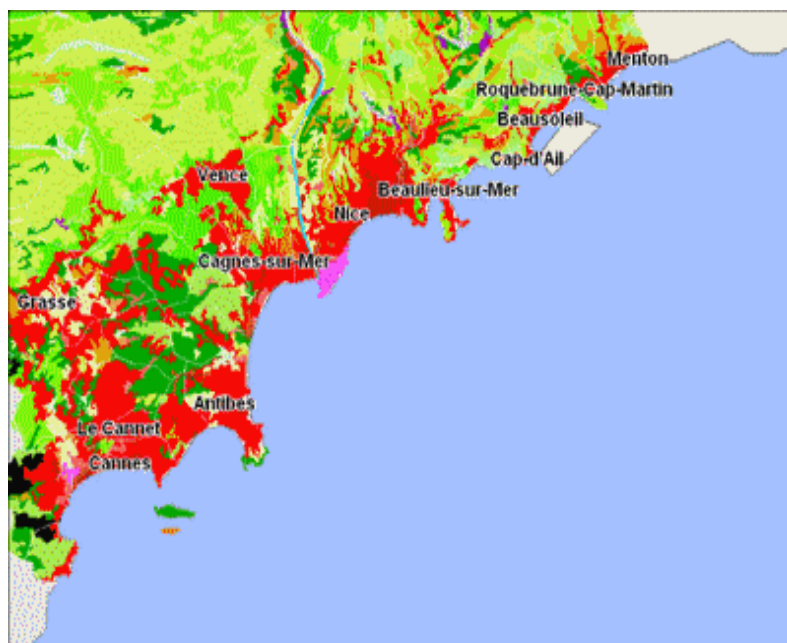 Menton
Roquebrune-Cap-Martin
Beausoleil
Cap-d'Ail
Vence
Beaulieu-sur-Mer
Nice
Cagnes-sur-Mer
Grasse
Antibes
Le Cannet
Cannes